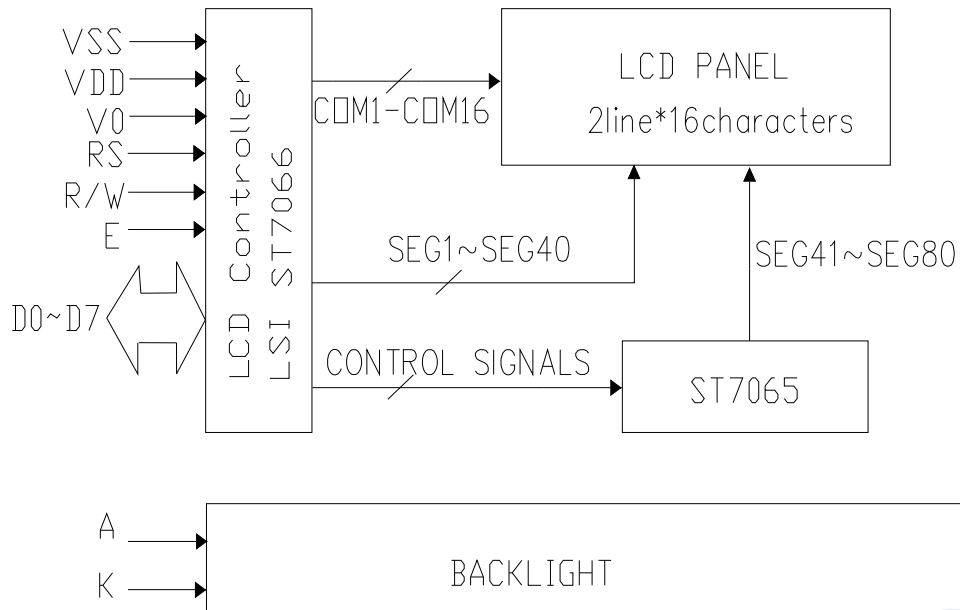 VSS
VDD
V0
RS
R/W
E
D0~D7
LCD Controller
LSI ST7066
COM1-COM16
LCD PANEL
2line*16characters
SEG1~SEG40
SEG41~SEG80
CONTROL SIGNALS
ST7065
A
K
BACKLIGHT